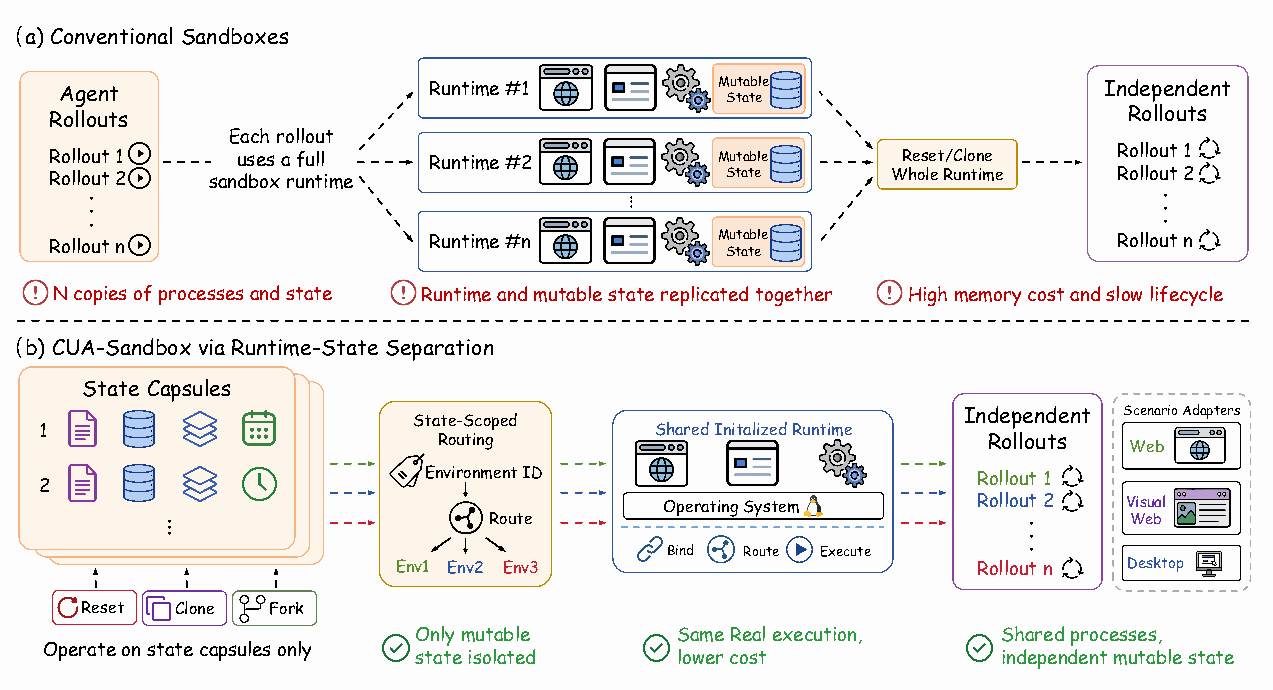 (a) Conventional Sandboxes
Agent
Rollouts
Rollout 1
Rollout 2
Rollout n
Each rollout
uses a full
sandbox runtime
Runtime #1
Mutable
State
Runtime #2
Mutable
State
Runtime #n
Mutable
State
Reset/Clone
Whole Runtime
Independent
Rollouts
Rollout 1
Rollout 2
Rollout n
N copies of processes and state
Runtime and mutable state replicated together
High memory cost and slow lifecycle
(b) CUA-Sandbox via Runtime-State Separation
State Capsules
1
2
Reset
Clone
Fork
Operate on state capsules only
State-Scoped
Routing
Environment ID
Route
Env1 Env2 Env3
Only mutable
state isolated
Shared Initalized Runtime
Operating System
Bind
Route
Execute
Same Real execution,
lower cost
Independent
Rollouts
Rollout 1
Rollout 2
Rollout n
Scenario Adapters
Web
Visual
Web
Desktop
Shared processes,
independent mutable state